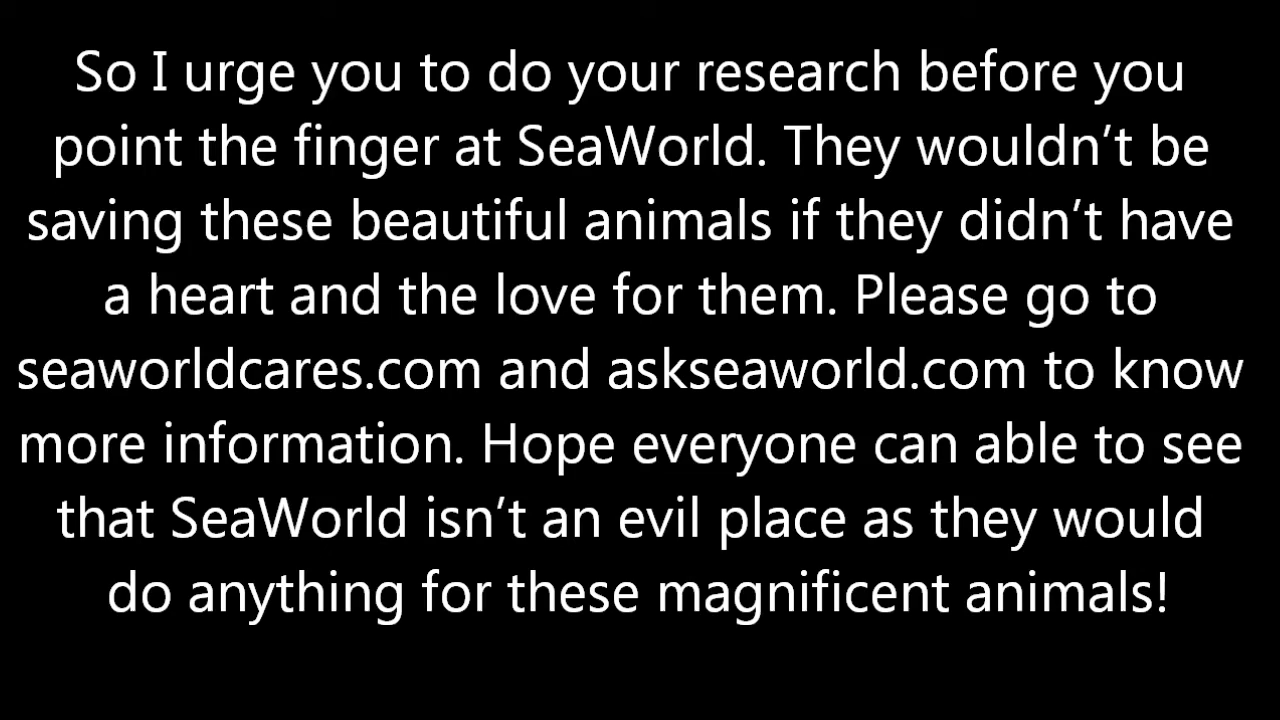 So I urge you to do your research before you
point the finger at SeaWorld. They wouldn’t be
saving these beautiful animals if they didn’t have
a heart and the love for them. Please go to
seaworldcares.com and askseaworld.com to know
more information. Hope everyone can able to see
that SeaWorld isn’t an evil place as they would
do anything for these magnificent animals!